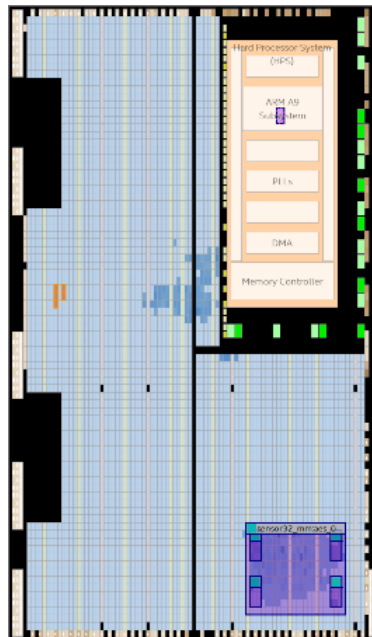 Hard Processor System
(HPS)
ARM A9
Subsystem
PLLs
DMA
Memory Controller
sensor32_mmaes_0...